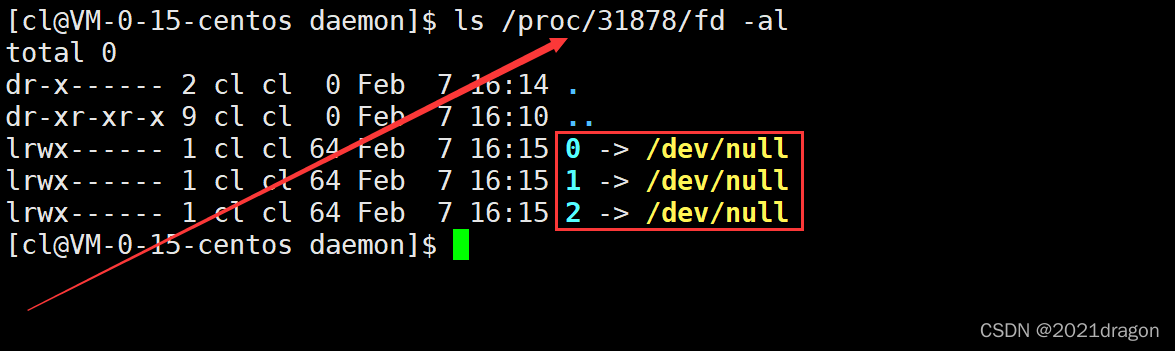 [cl@VM-0-15-centos daemon]$ ls /proc/31878/fd -al
total 0
dr-x------ 2 cl cl  0 Feb  7 16:14 .
dr-xr-xr-x 9 cl cl  0 Feb  7 16:10 ..
lrwx------ 1 cl cl 64 Feb  7 16:15 0 -> /dev/null
lrwx------ 1 cl cl 64 Feb  7 16:15 1 -> /dev/null
lrwx------ 1 cl cl 64 Feb  7 16:15 2 -> /dev/null
[cl@VM-0-15-centos daemon]$
CSDN @2021dragon